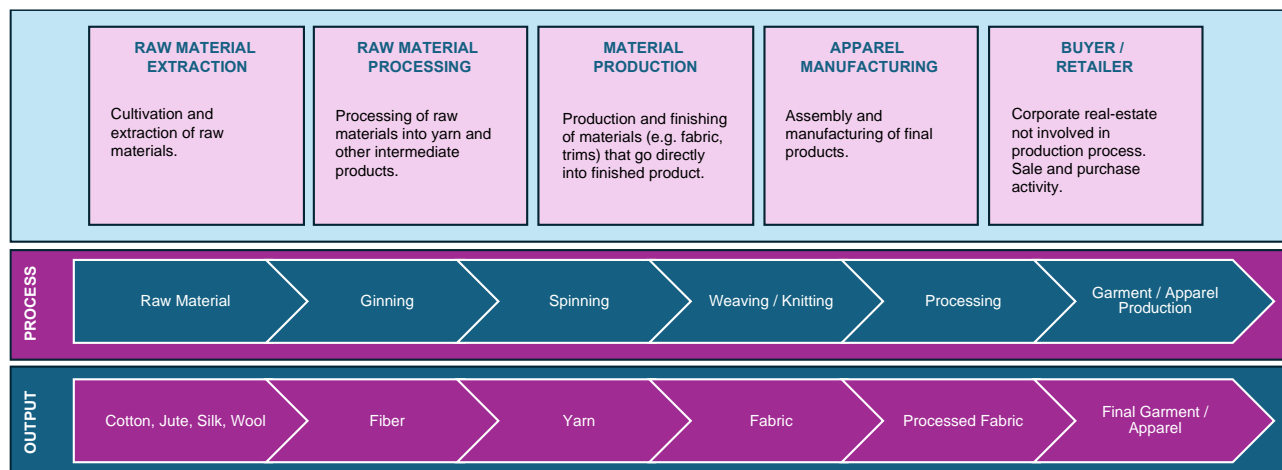 RAW MATERIAL
EXTRACTION
Cultivation and
extraction of raw
materials.
RAW MATERIAL
PROCESSING
Processing of raw
materials into yarn and
other intermediate
products.
MATERIAL
PRODUCTION
Production and finishing
of materials (e.g. fabric,
trims) that go directly
into finished product.
APPAREL
MANUFACTURING
Assembly and
manufacturing of final
products.
BUYER /
RETAILER
Corporate real-estate
not involved in
production process.
Sale and purchase
activity.
PROCESS
Raw Material
Ginning
Spinning
Weaving / Knitting
Processing
Garment / Apparel
Production
OUTPUT
Cotton, Jute, Silk, Wool
Fiber
Yarn
Fabric
Processed Fabric
Final Garment /
Apparel